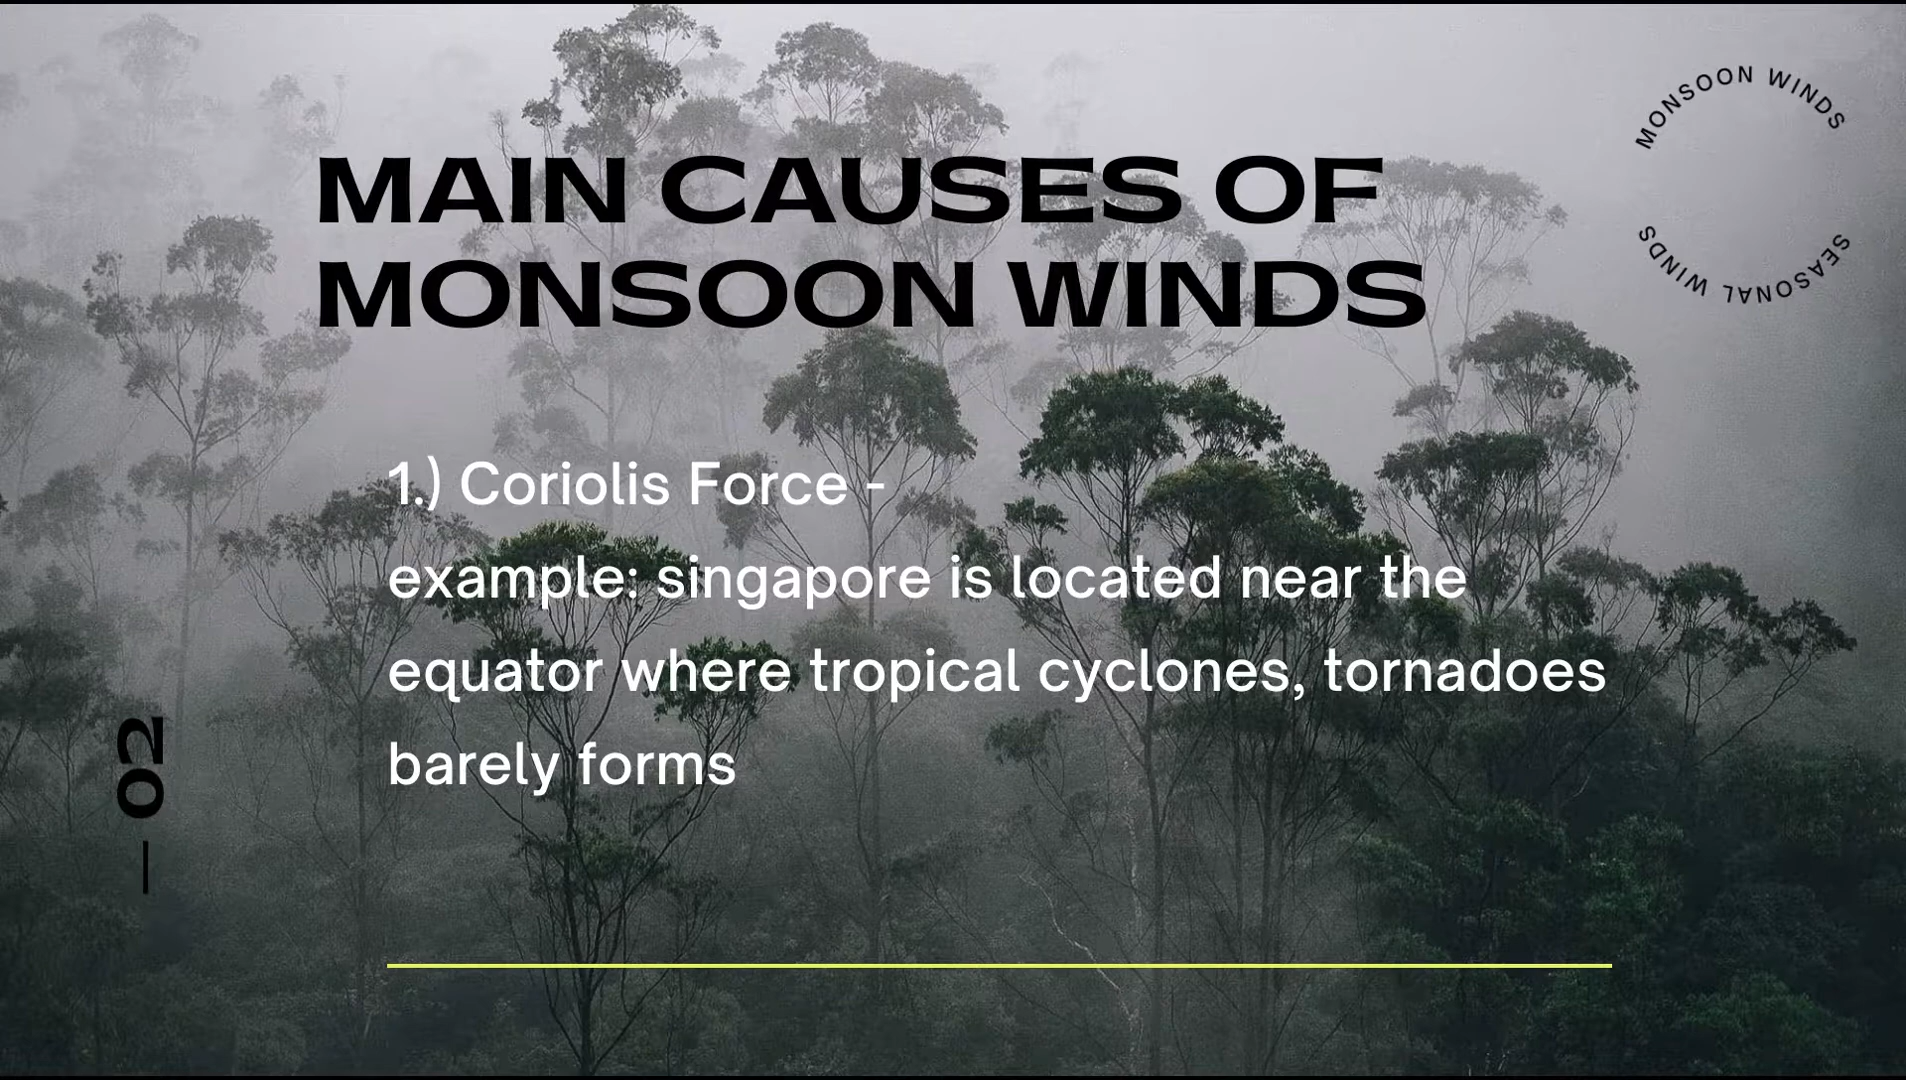 MONSOON WINDS
SEASONAL WINDS
MAIN CAUSES OF
MONSOON WINDS
1.) Coriolis Force -
example: singapore is located near the
equator where tropical cyclones, tornadoes
barely forms
— 02